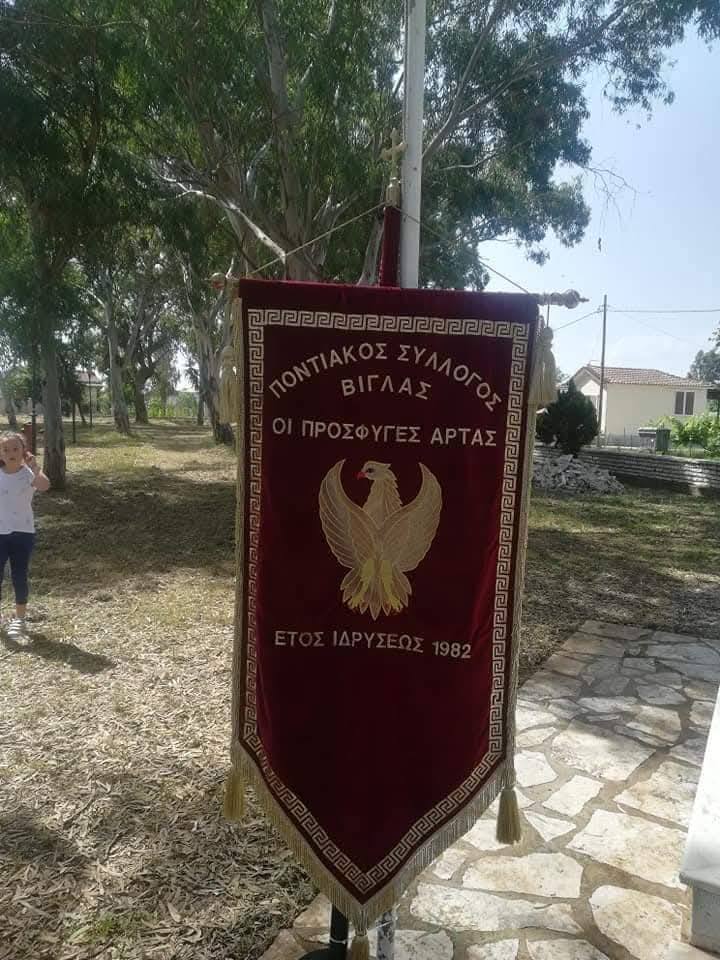 ΠΟΝΤΙΑΚΟΣ ΣΥΛΛΟΓΟΣ
ΒΙΓΛΑΣ
ΟΙ ΠΡΟΣΦΥΓΕΣ ΑΡΤΑΣ
ΕΤΟΣ ΙΔΡΥΣΕΩΣ 1982